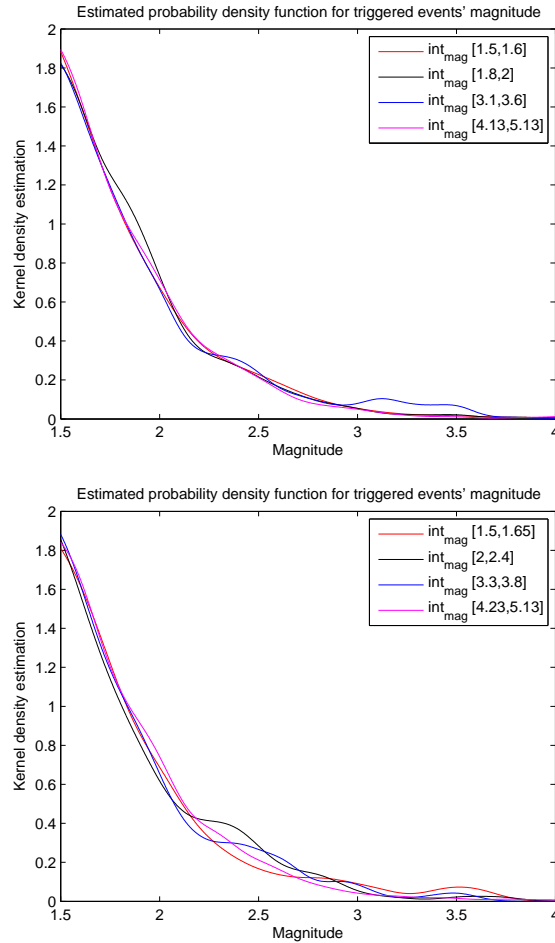 Estimated probability density function for triggered events' magnitude
2
1.8
1.6
1.4
1.2
1
0.8
0.6
0.4
0.2
0
Kernel density estimation
int_mag [1.5,1.6]
int_mag [1.8,2]
int_mag [3.1,3.6]
int_mag [4.13,5.13]
1.5 2 2.5 3 3.5 4
Magnitude
Estimated probability density function for triggered events' magnitude
2
1.8
1.6
1.4
1.2
1
0.8
0.6
0.4
0.2
0
Kernel density estimation
int_mag [1.5,1.65]
int_mag [2,2.4]
int_mag [3.3,3.8]
int_mag [4.23,5.13]
1.5 2 2.5 3 3.5 4
Magnitude